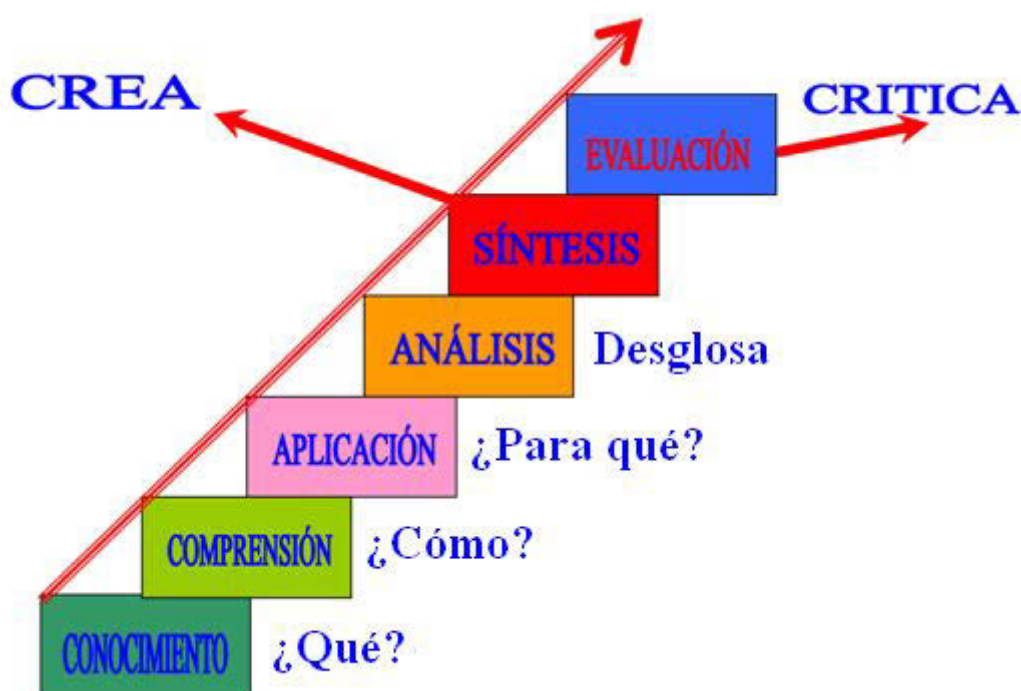 CREA
CRITICA
EVALUACIÓN
SÍNTESIS
ANÁLISIS Desglosa
APLICACIÓN ¿Para qué?
COMPRENSIÓN ¿Cómo?
CONOCIMIENTO ¿Qué?